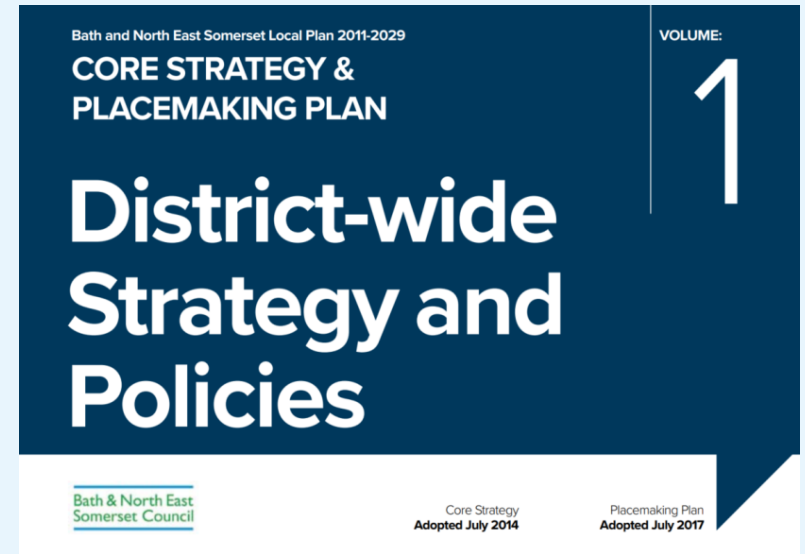 Bath and North East Somerset Local Plan 2011-2029
CORE STRATEGY &
PLACEMAKING PLAN
VOLUME:
1
District-wide
Strategy and
Policies
Bath & North East
Somerset Council
Core Strategy
Adopted July 2014
Placemaking Plan
Adopted July 2017